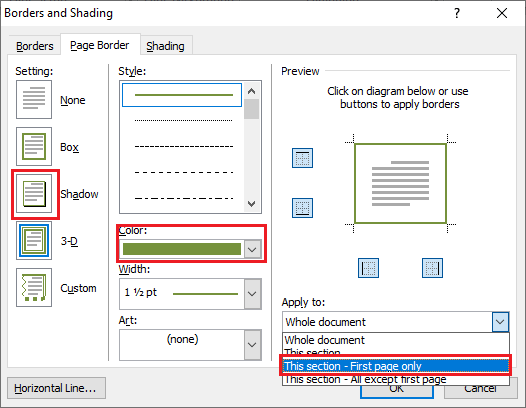 Borders and Shading
Borders
Page Border
Shading
Setting:
None
Box
Shadow
3-D
Custom
Style:
Color:
Width:
1 ½ pt
Art:
(none)
Preview
Click on diagram below or use
buttons to apply borders
Apply to:
Whole document
Whole document
This section
This section - First page only
This section - All except first page
Horizontal Line...
OK
Cancel